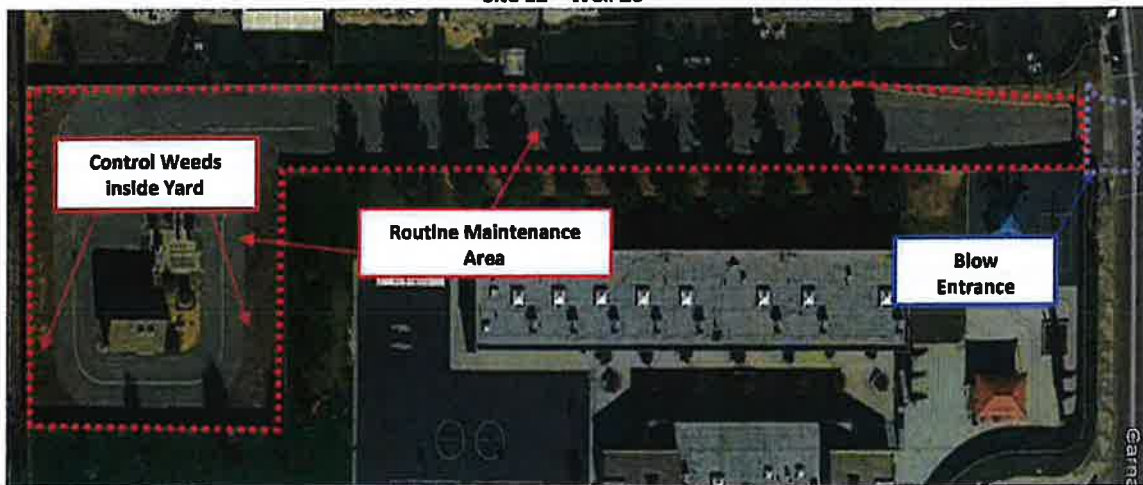 Control Weeds
inside Yard
Routine Maintenance
Area
Blow
Entrance